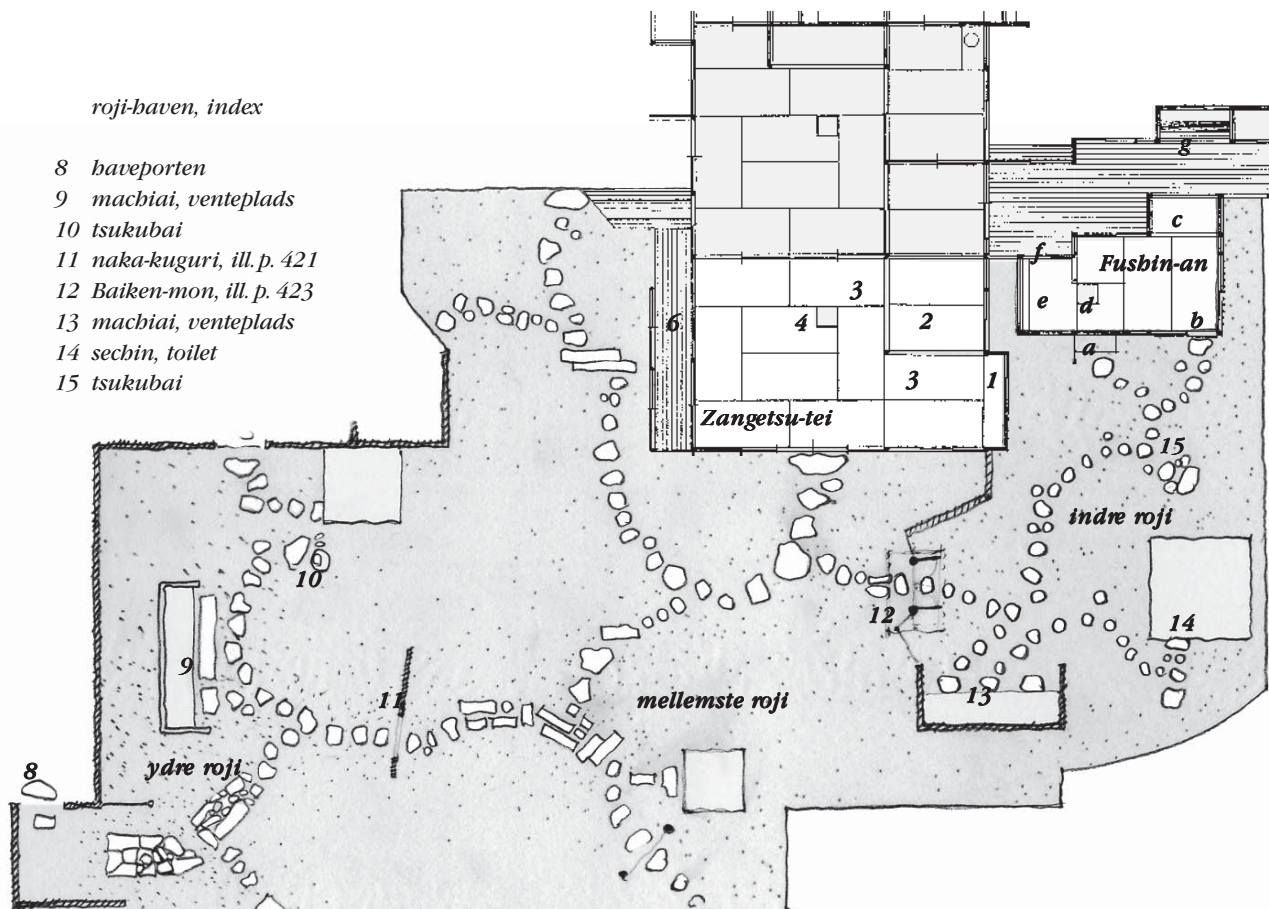 roji-haven, index
8 haveporten
9 machiai, venteplads
10 tsukubai
11 naka-kuguri, ill. p. 421
12 Baiken-mon, ill. p. 423
13 machiai, venteplads
14 sechin, toilet
15 tsukubai
g
c
f
Fushin-an
e
d
b
a
3
6
4
2
3
1
Zangetsu-tei
15
indre roji
10
12
14
9
11
13
mellemste roji
ydre roji
8